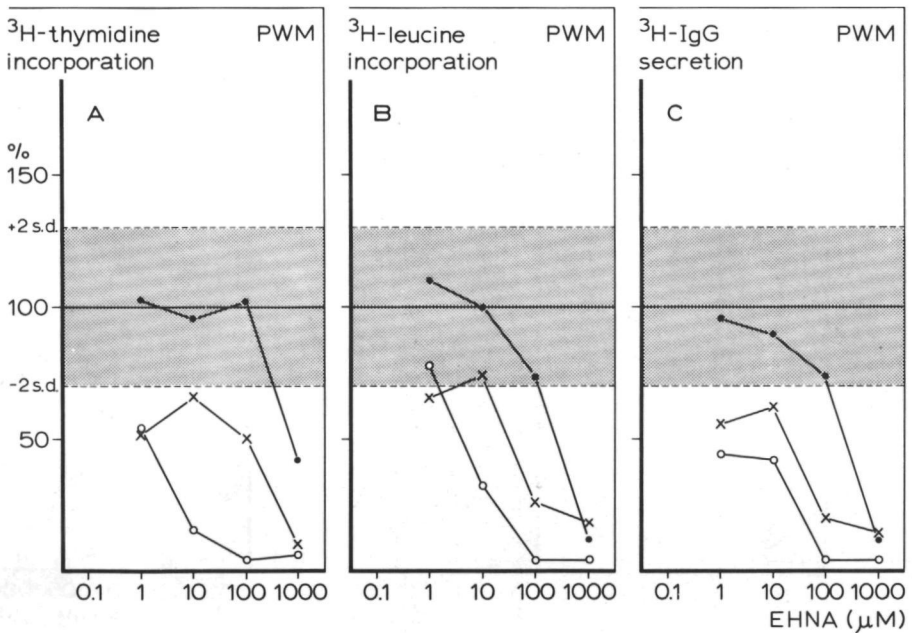 ³H-thymidine PWM
incorporation
A
%
150
+2 s.d.
100
-2 s.d.
50
0.1 1 10 100 1000
³H-leucine PWM
incorporation
B
0.1 1 10 100 1000
³H-IgG PWM
secretion
C
0.1 1 10 100 1000
EHNA (μM)